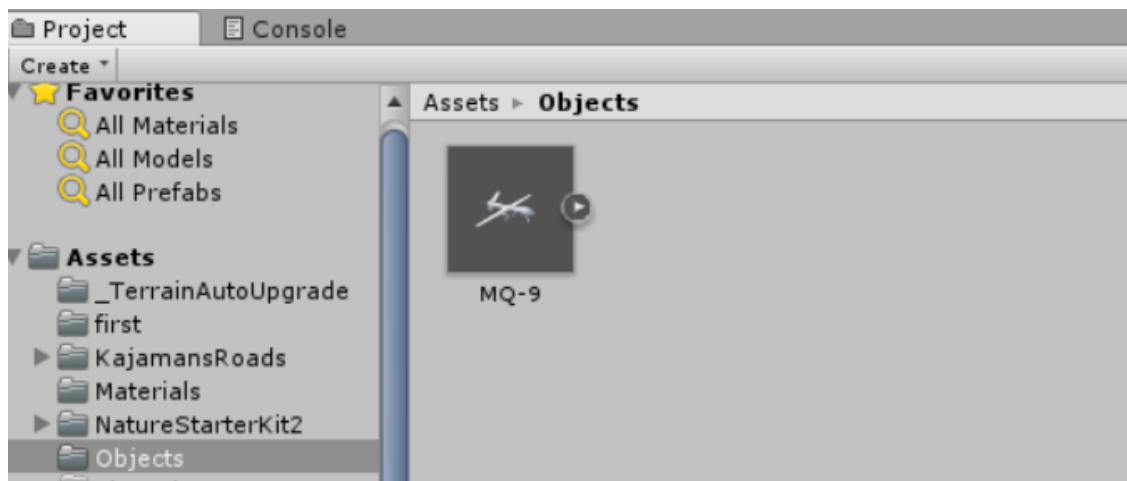 Project Console
Create
Favorites
All Materials
All Models
All Prefabs
Assets
_TerrainAutoUpgrade
first
KajamansRoads
Materials
NatureStarterKit2
Objects
Assets Objects
MQ-9